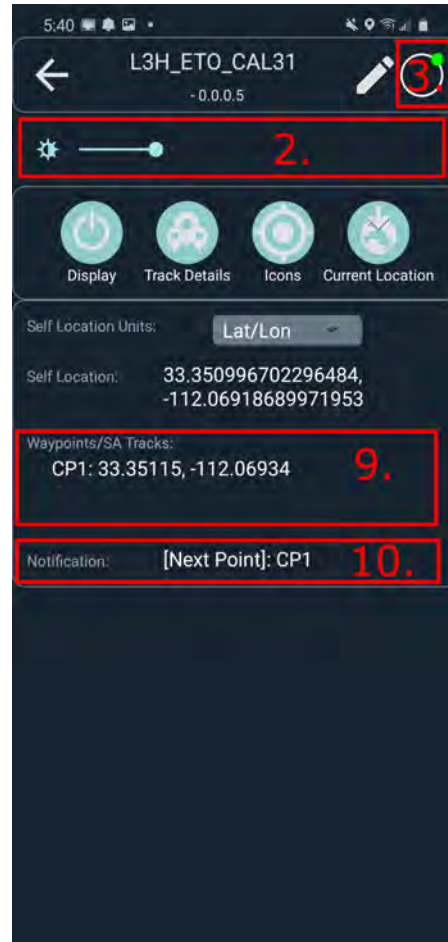 5:40
L3H_ETO_CAL31
- 0.0.0.5
3.
2.
Display Track Details Icons Current Location
Self Location Units: Lat/Lon
Self Location: 33.350996702296484,
-112.06918689971953
Waypoints/SA Tracks:
CP1: 33.35115, -112.06934
9.
Notification: [Next Point]: CP1 10.